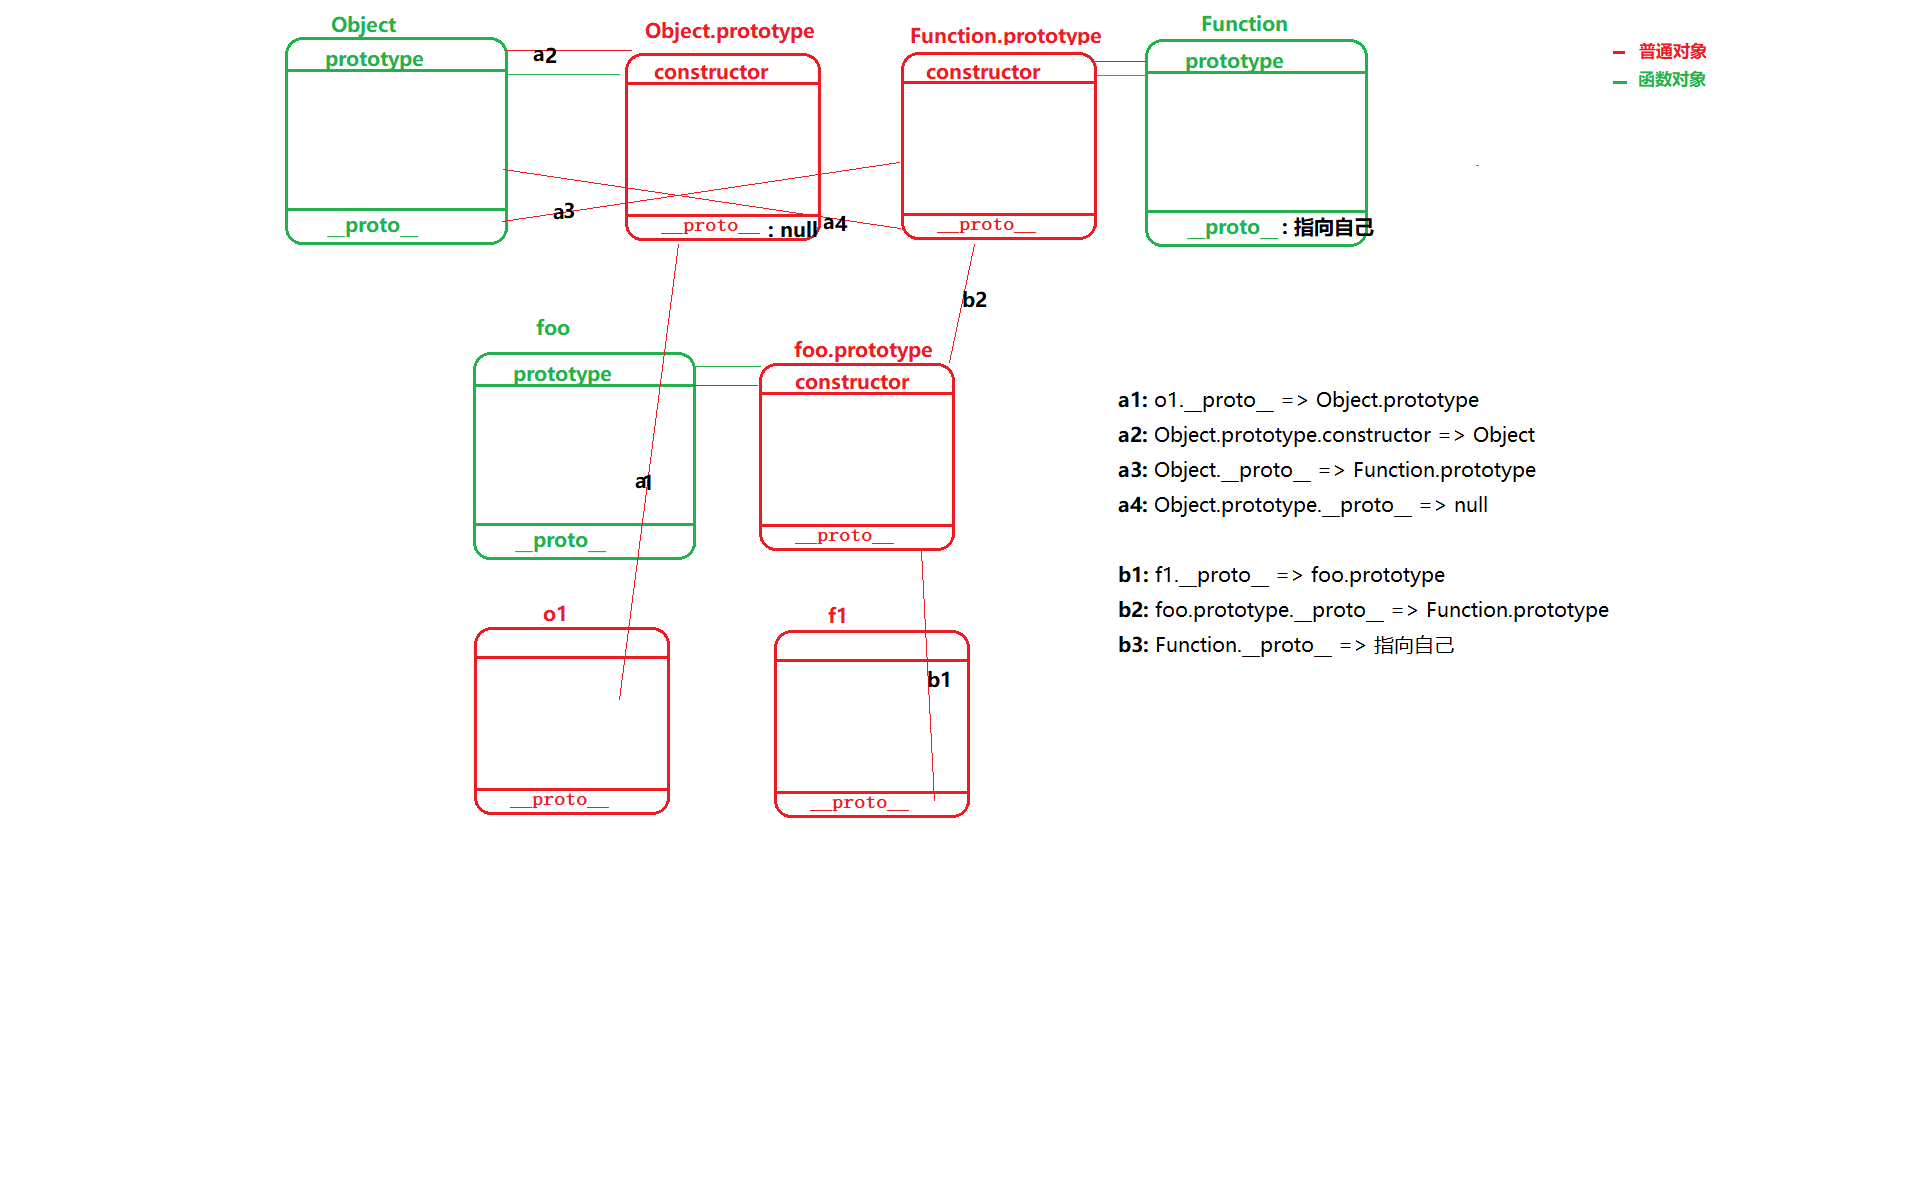 Object
Object.prototype
Function.prototype
Function
普通对象
函数对象
prototype
a2
constructor
constructor
prototype
a3
__proto__
__proto__ : null
a4
__proto__
__proto__ : 指向自己
b2
foo
foo.prototype
prototype
constructor
a1
__proto__
__proto__
o1
f1
b1
__proto__
__proto__
a1: o1.__proto__ => Object.prototype
a2: Object.prototype.constructor => Object
a3: Object.__proto__ => Function.prototype
a4: Object.prototype.__proto__ => null
b1: f1.__proto__ => foo.prototype
b2: foo.prototype.__proto__ => Function.prototype
b3: Function.__proto__ => 指向自己